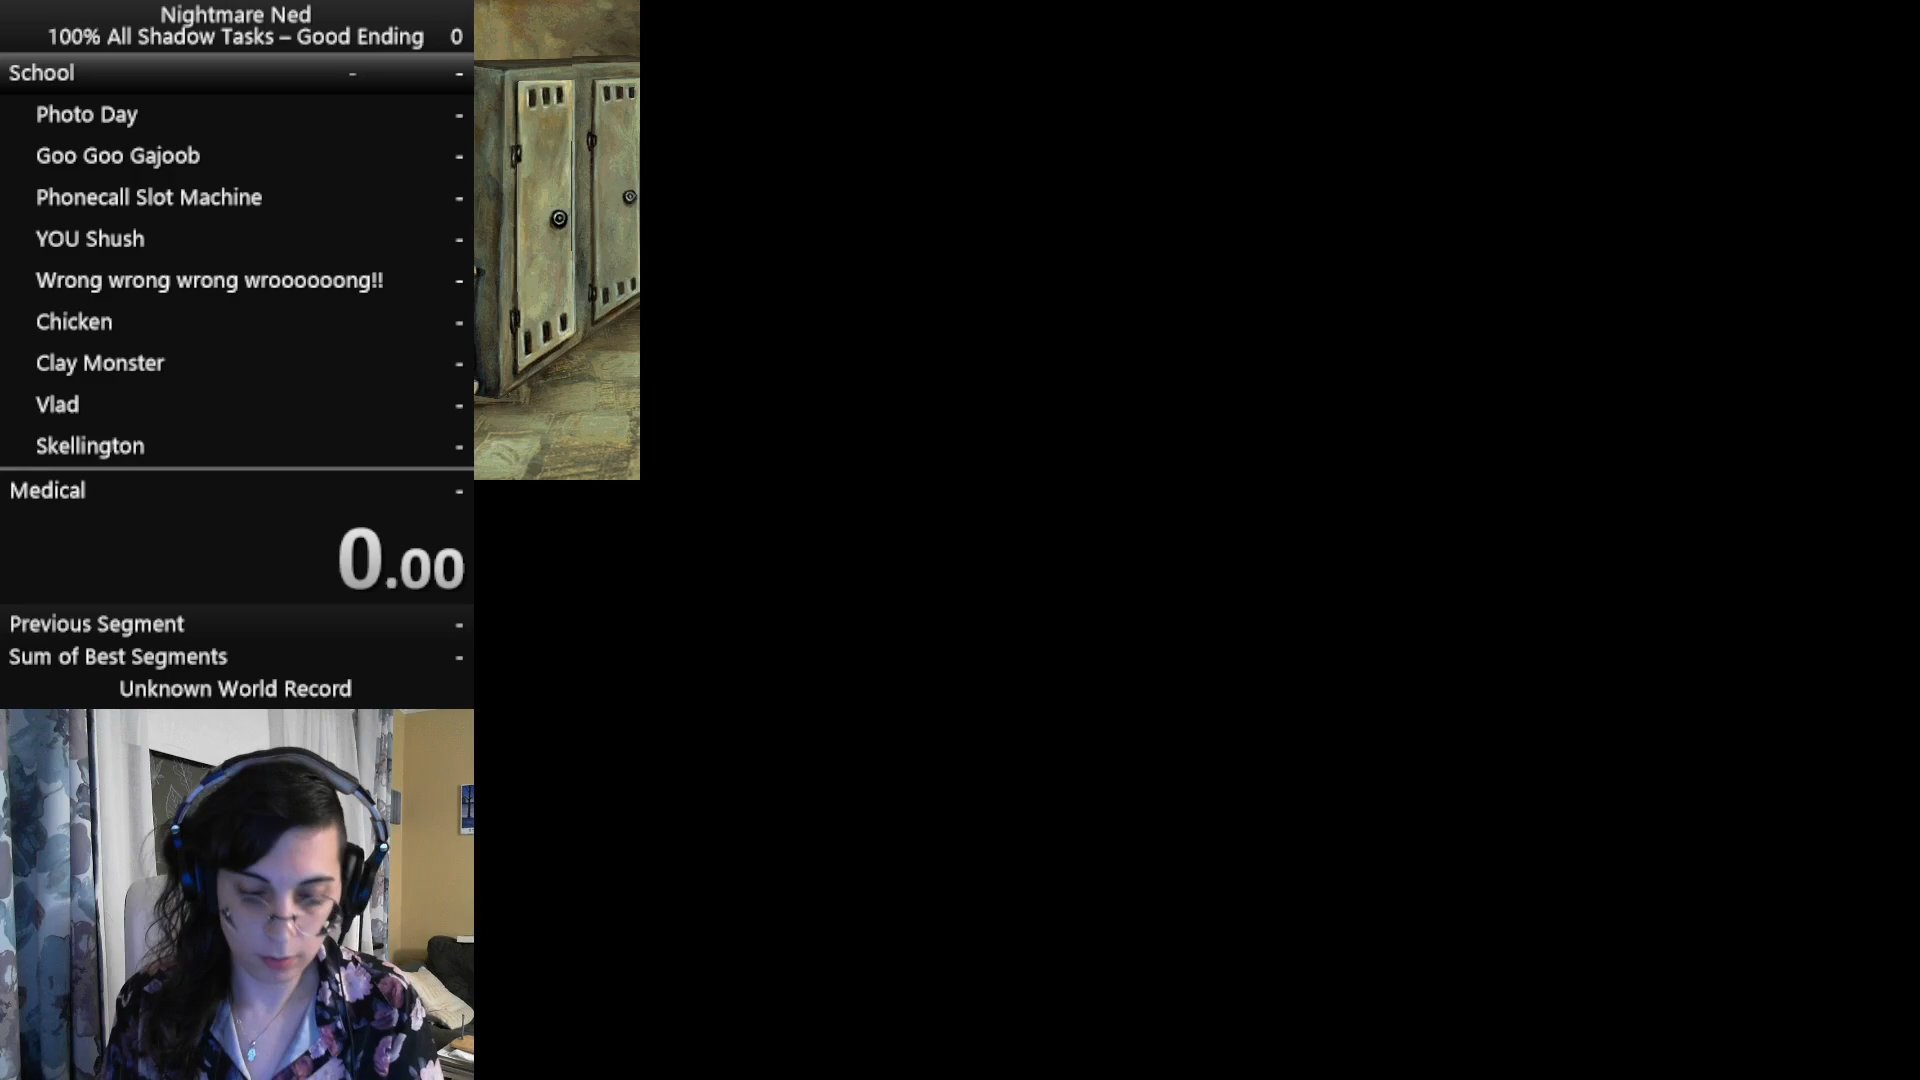 Nightmare Ned
100% All Shadow Tasks – Good Ending 0
School - -
Photo Day -
Goo Goo Gajoob -
Phonecall Slot Machine -
YOU Shush -
Wrong wrong wrong wroooooong!! -
Chicken -
Clay Monster -
Vlad -
Skellington -
Medical -
0.00
Previous Segment -
Sum of Best Segments -
Unknown World Record